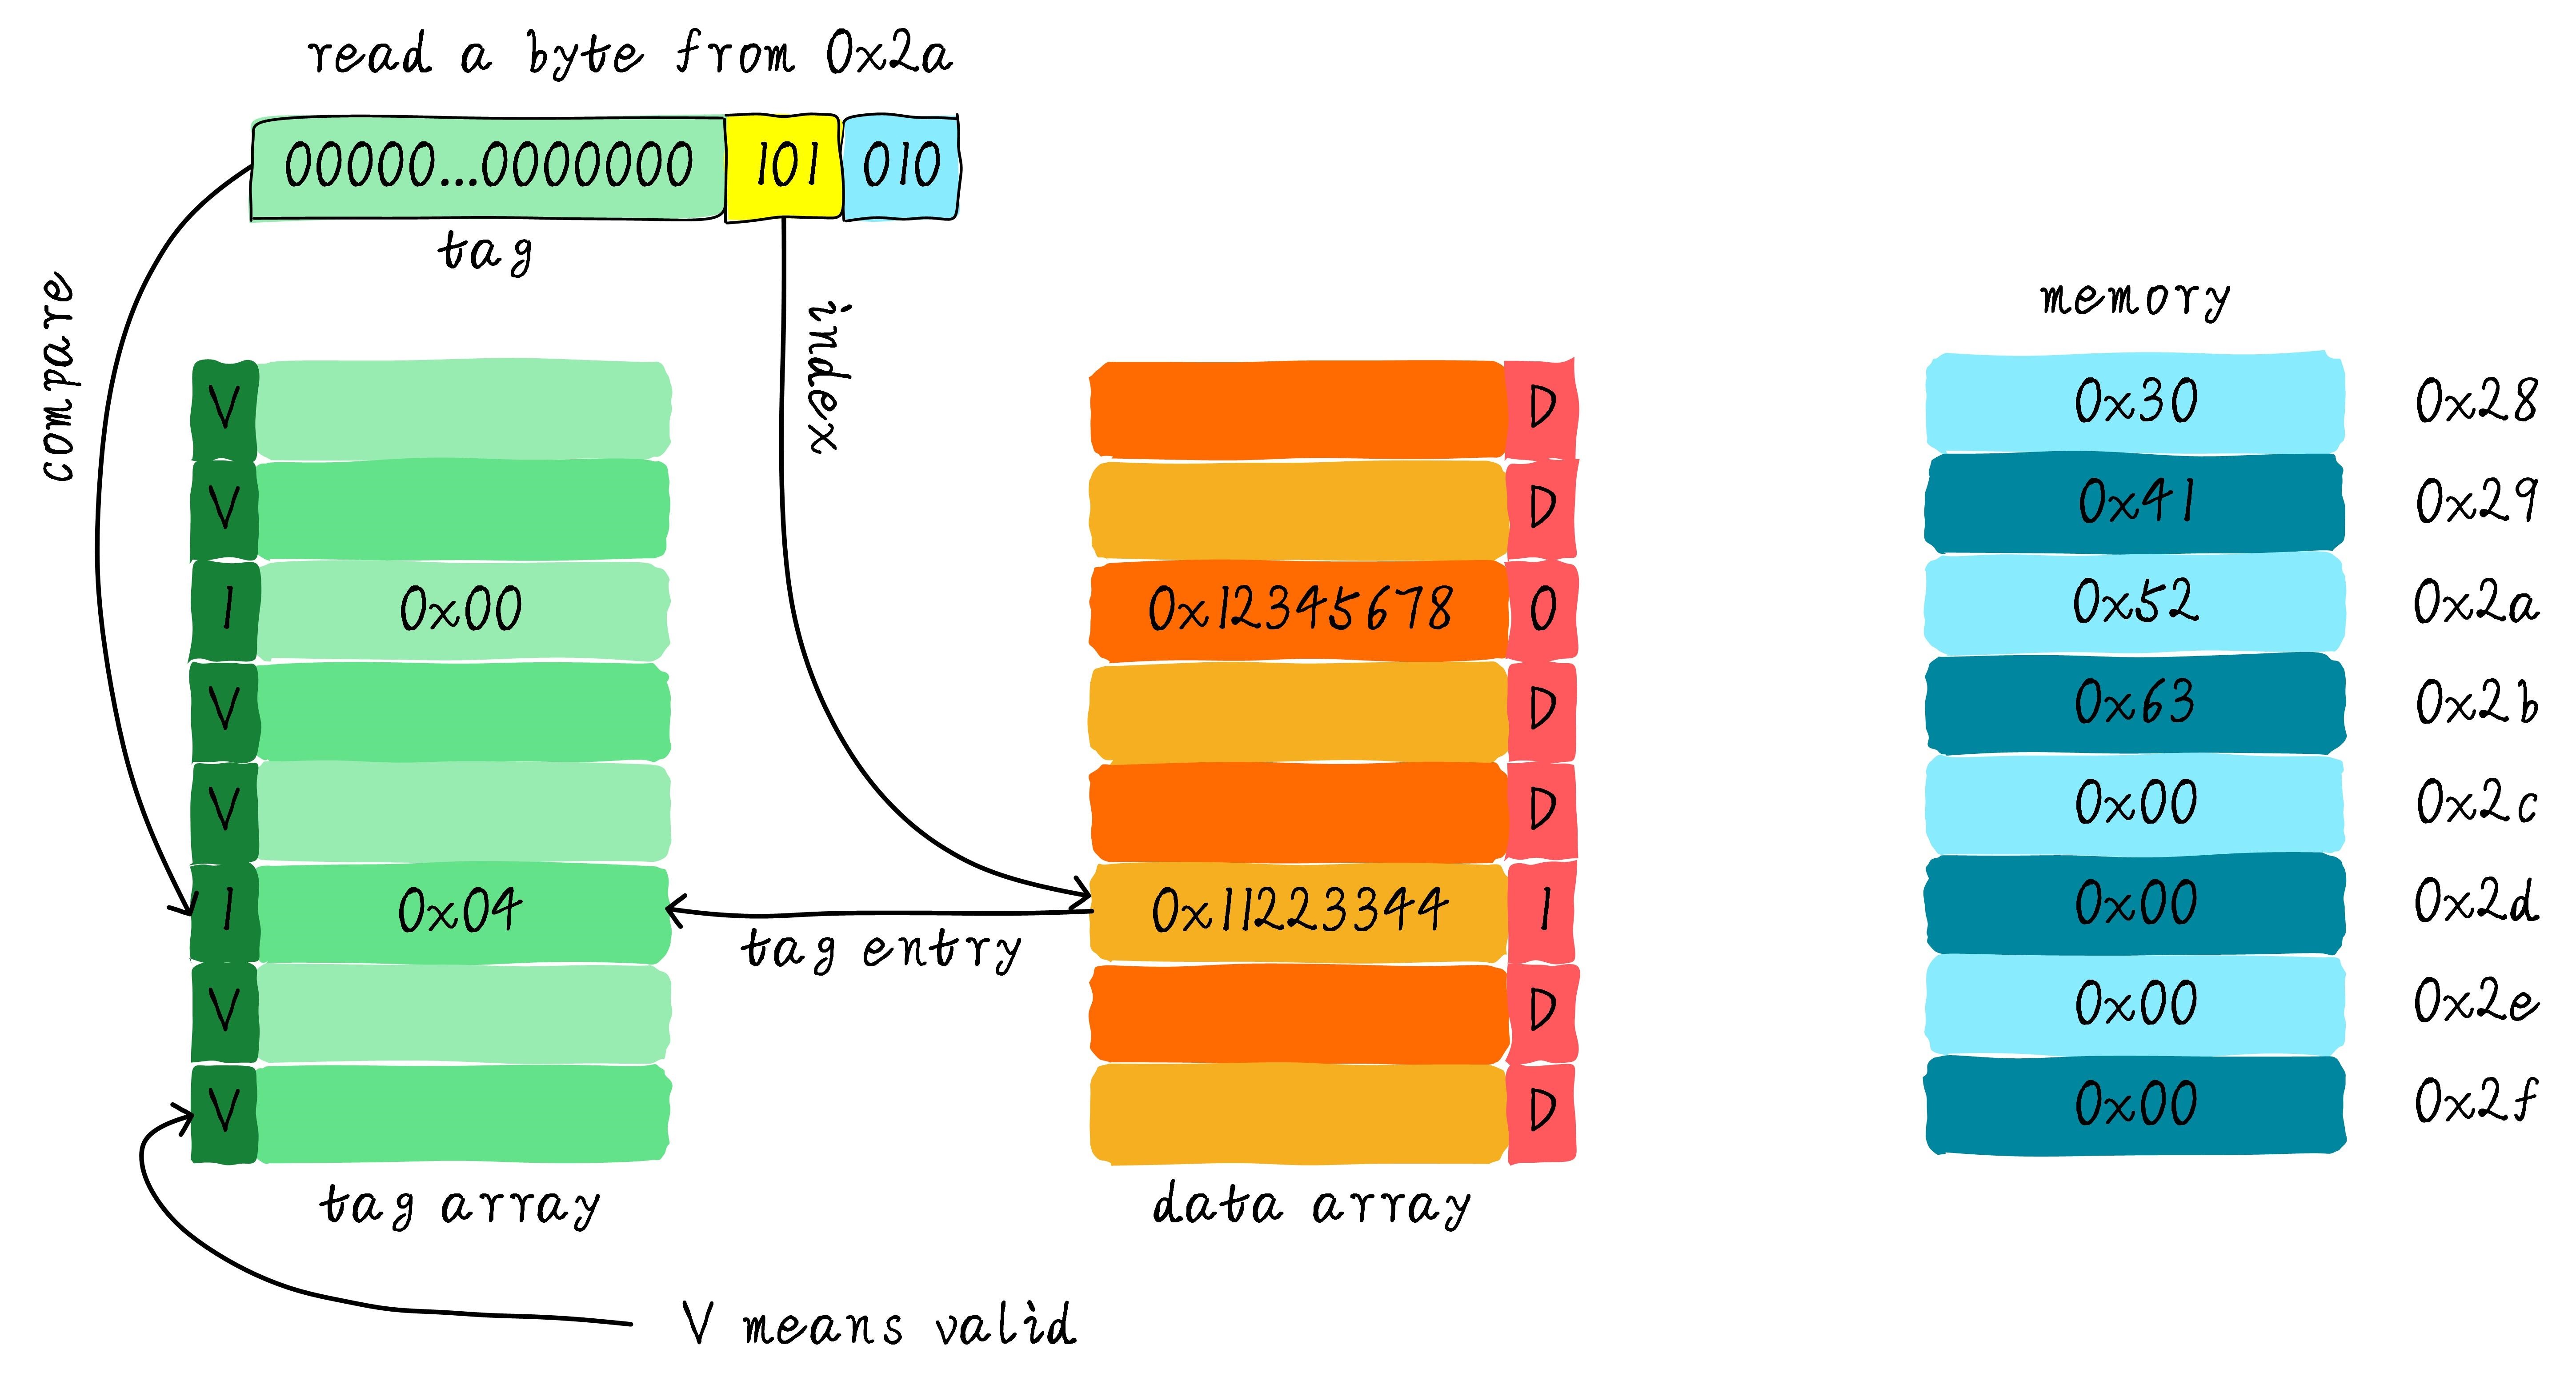 read a byte from 0x2a
00000...0000000 101 010
tag
compare
index
memory
V D 0x30 0x28
V D 0x41 0x29
1 0x00 0x12345678 0 0x52 0x2a
V D 0x63 0x2b
V D 0x00 0x2c
1 0x04 0x11223344 1 0x00 0x2d
tag entry
V D 0x00 0x2e
V D 0x00 0x2f
tag array
data array
V means valid